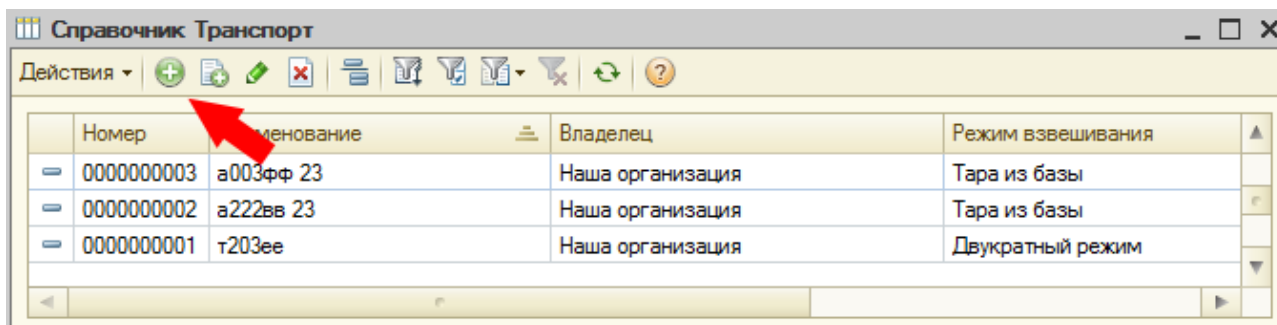 Справочник Транспорт
Действия
Номер менование Владелец Режим взвешивания
0000000003 а003фф 23 Наша организация Тара из базы
0000000002 а222вв 23 Наша организация Тара из базы
0000000001 т203ее Наша организация Двукратный режим